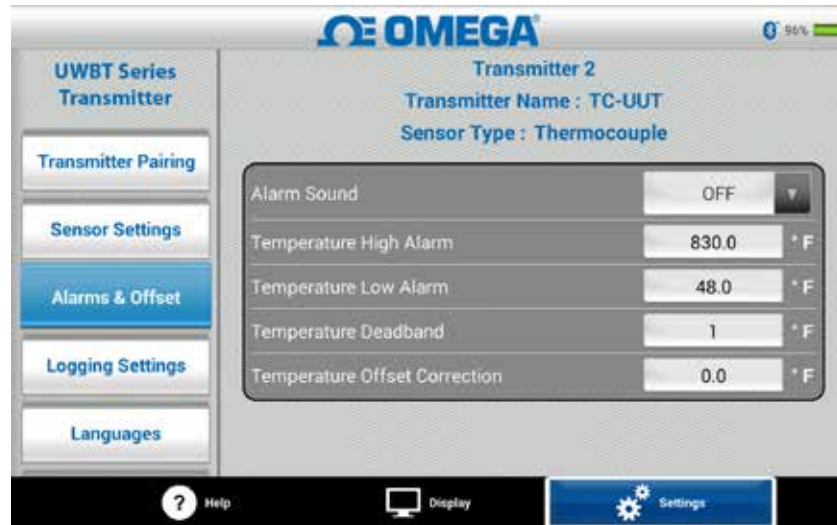 OMEGA
96%
UWBT Series
Transmitter
Transmitter Pairing
Sensor Settings
Alarms & Offset
Logging Settings
Languages
Transmitter 2
Transmitter Name : TC-UUT
Sensor Type : Thermocouple
Alarm Sound OFF
Temperature High Alarm 830.0 °F
Temperature Low Alarm 48.0 °F
Temperature Deadband 1 °F
Temperature Offset Correction 0.0 °F
? Help Display Settings